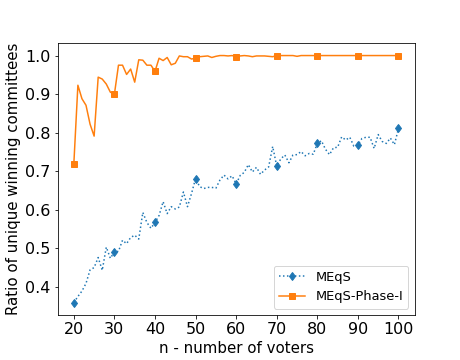 Ratio of unique winning committees
1.0
0.9
0.8
0.7
0.6
0.5
0.4
MEqS
MEqS-Phase-I
20 30 40 50 60 70 80 90 100
n - number of voters